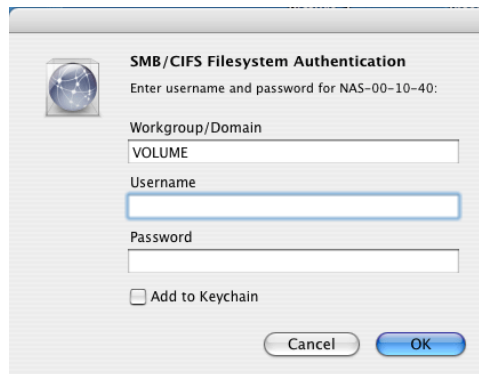 SMB/CIFS Filesystem Authentication
Enter username and password for NAS-00-10-40:
Workgroup/Domain
VOLUME
Username
Password
Add to Keychain
Cancel
OK